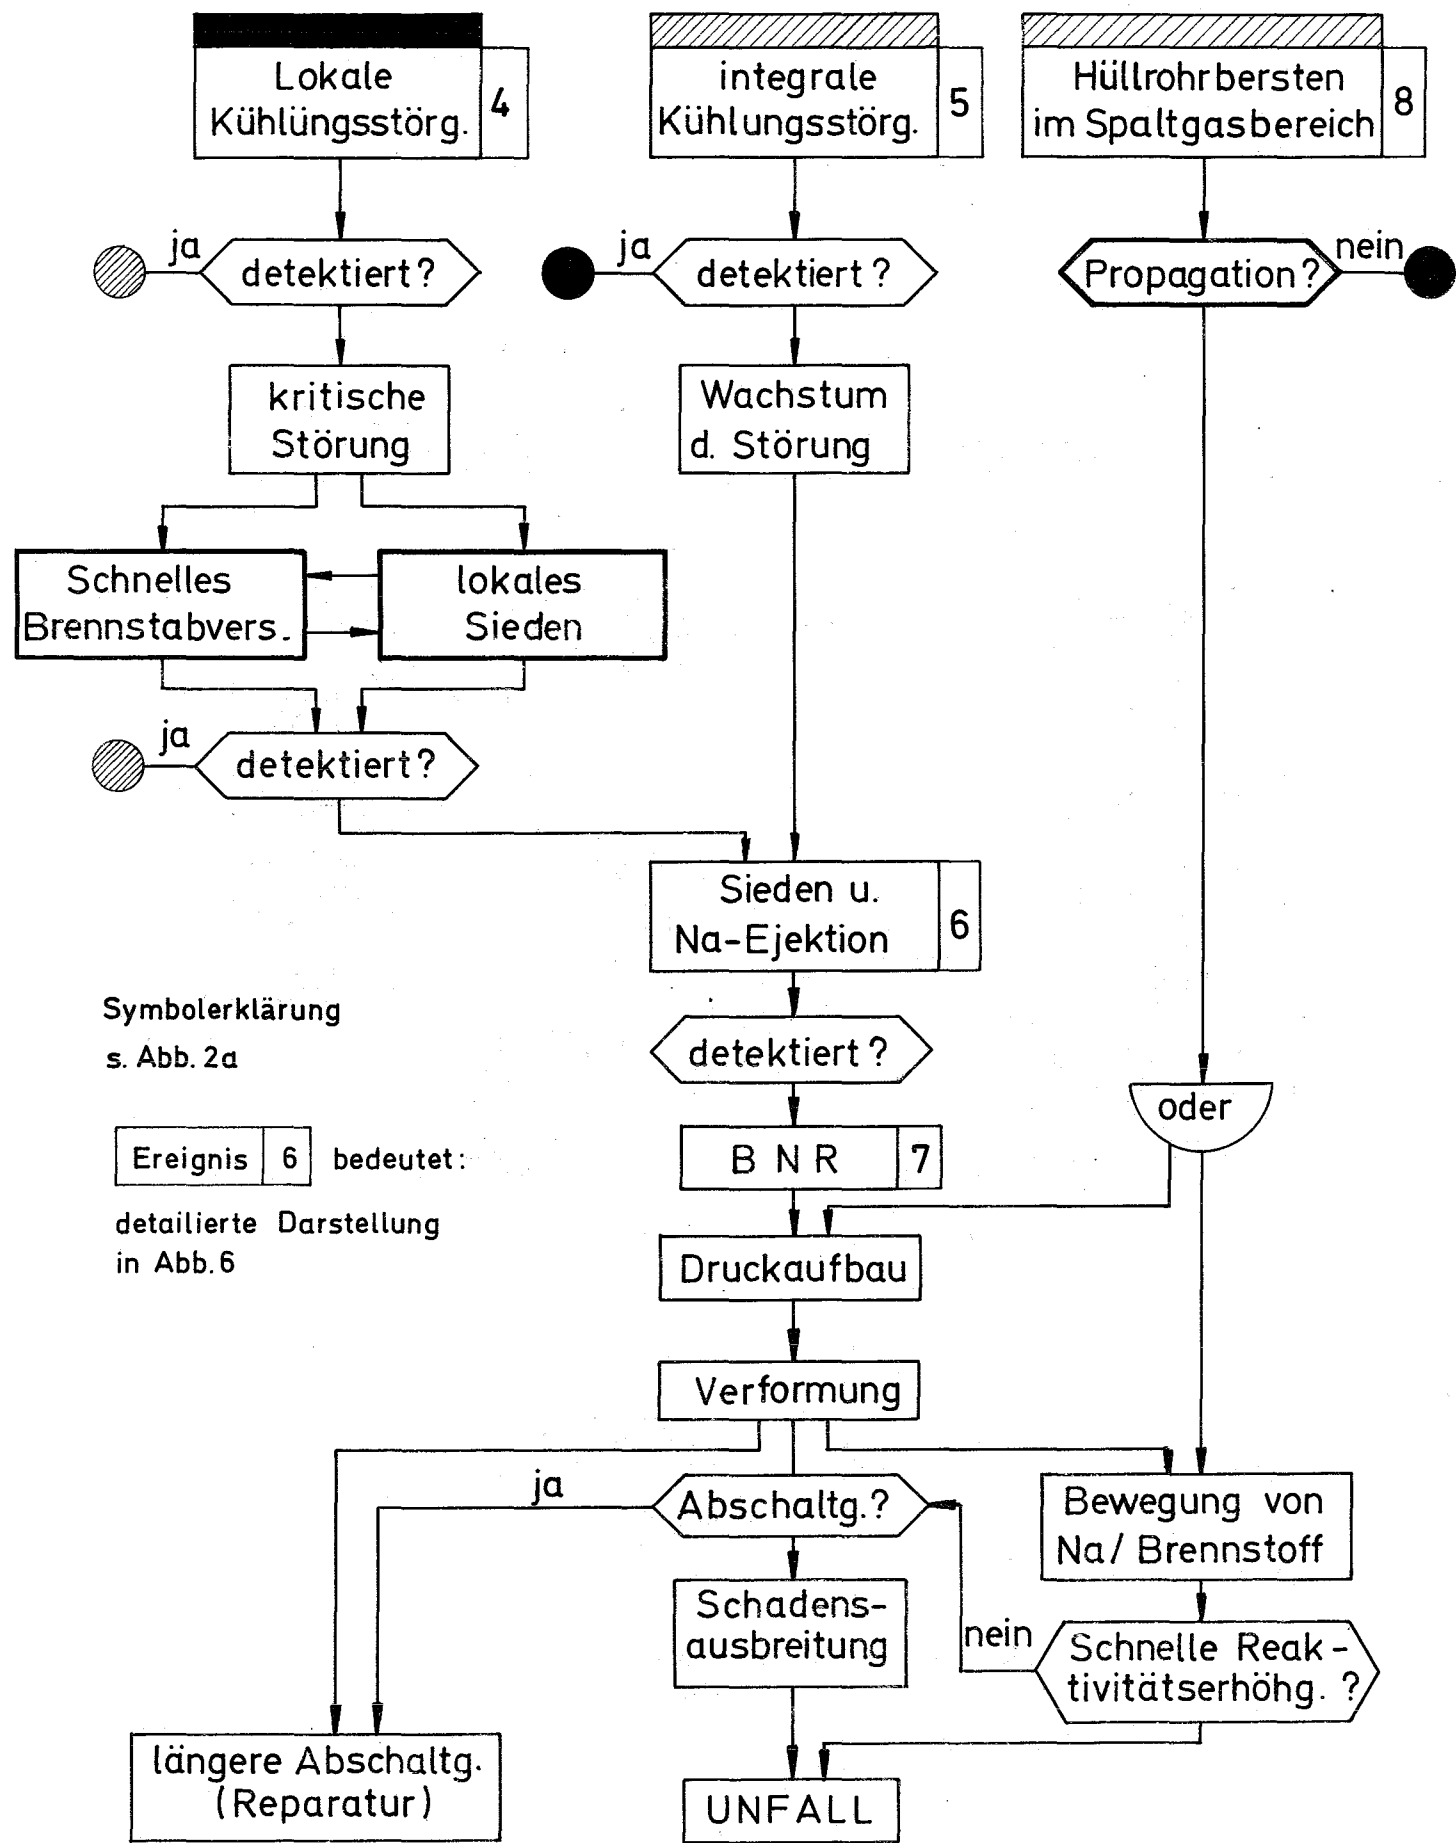 Lokale
Kühlüngsstörg.
4
integrale
Kühlungsstörg.
5
Hüllrohrbersten
im Spaltgasbereich
8
ja
detektiert?
ja
detektiert?
Propagation?
nein
kritische
Störung
Wachstum
d. Störung
Schnelles
Brennstabvers.
lokales
Sieden
ja
detektiert?
Sieden u.
Na-Ejektion
6
Symbolerklärung
s. Abb. 2a
detektiert?
oder
Ereignis 6 bedeutet:
detailierte Darstellung
in Abb. 6
B N R
7
Druckaufbau
Verformung
ja
Abschaltg.?
Bewegung von
Na/ Brennstoff
Schadens-
ausbreitung
nein
Schnelle Reak-
tivitätserhöhg. ?
längere Abschaltg.
(Reparatur)
UNFALL